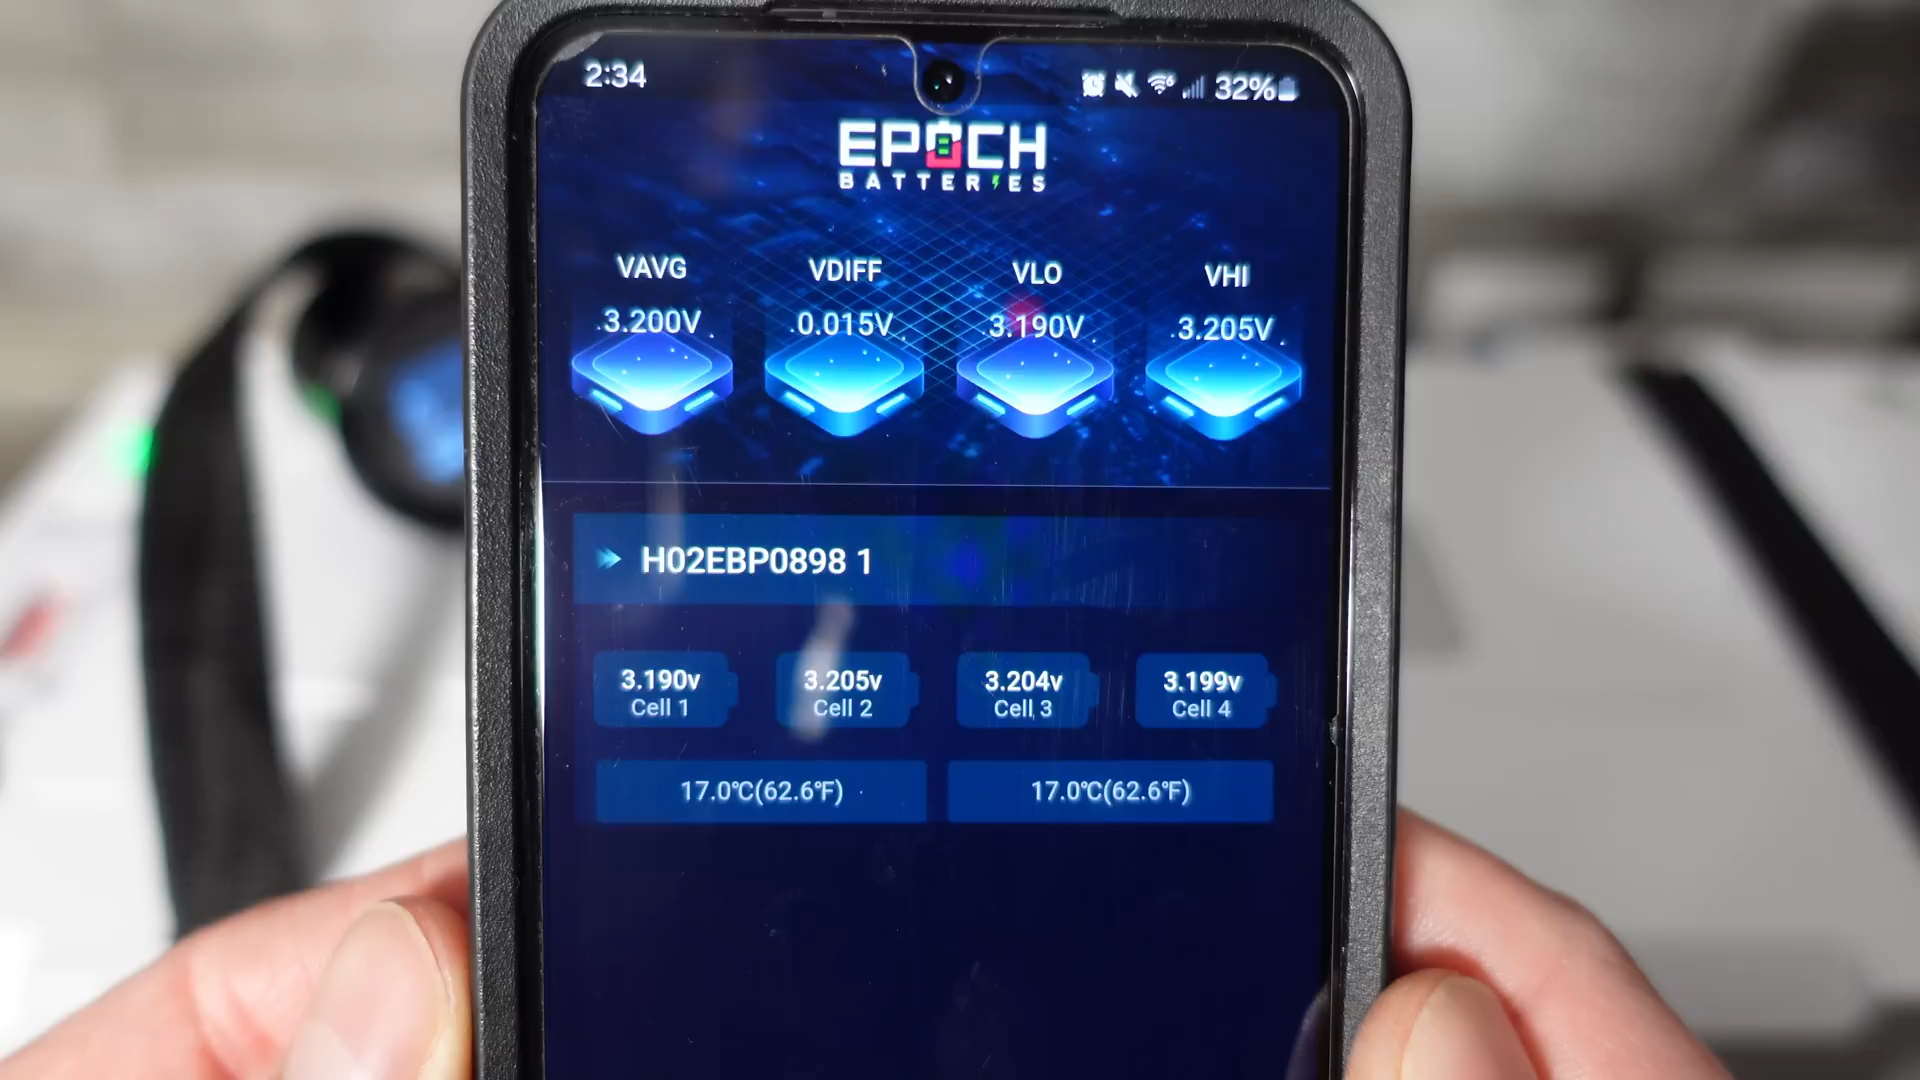 2:34
32%
EPOCH
BATTERIES
VAVG VDIFF VLO VHI
3.200V 0.015V 3.190V 3.205V
H02EBP0898 1
3.190v 3.205v 3.204v 3.199v
Cell 1 Cell 2 Cell 3 Cell 4
17.0℃(62.6℉) 17.0℃(62.6℉)